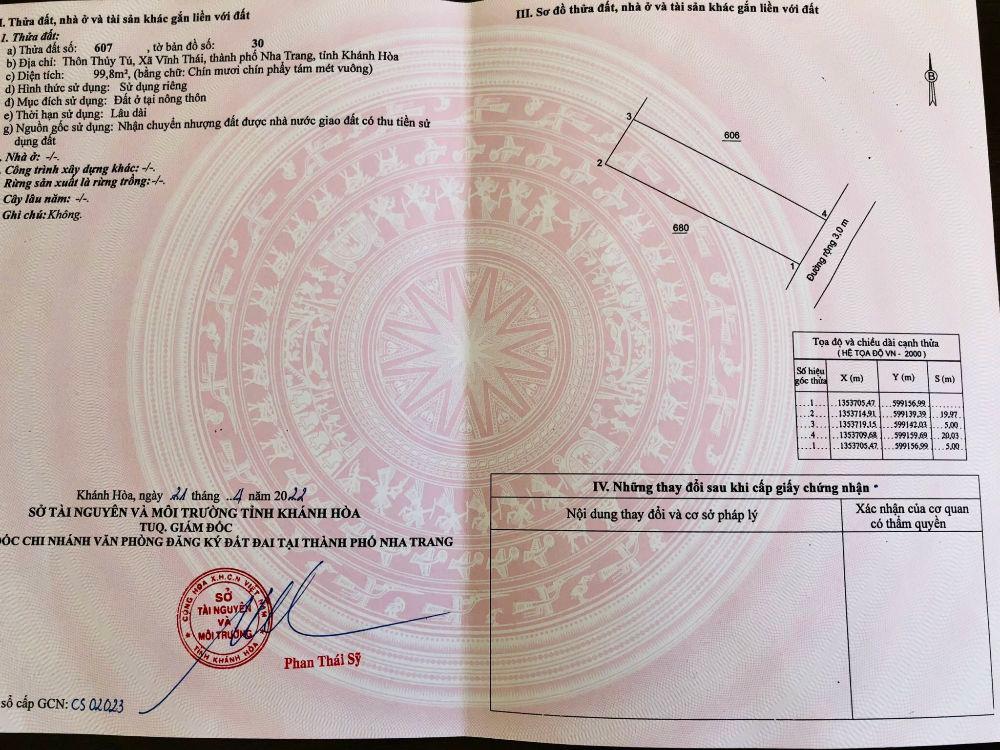 I. Thửa đất, nhà ở và tài sản khác gắn liền với đất
1. Thửa đất:
a) Thửa đất số: 607 , tờ bản đồ số: 30
b) Địa chỉ: Thôn Thủy Tú, Xã Vĩnh Thái, thành phố Nha Trang, tỉnh Khánh Hòa
c) Diện tích: 99,8m², (bằng chữ: Chín mươi chín phẩy tám mét vuông)
d) Hình thức sử dụng: Sử dụng riêng
đ) Mục đích sử dụng: Đất ở tại nông thôn
e) Thời hạn sử dụng: Lâu dài
g) Nguồn gốc sử dụng: Nhận chuyển nhượng đất được nhà nước giao đất có thu tiền sử
dụng đất
. Nhà ở: -/-.
. Công trình xây dựng khác: -/-.
Rừng sản xuất là rừng trồng: -/-.
Cây lâu năm: -/-.
Ghi chú: Không.
Khánh Hòa, ngày 21 tháng ..4 năm 2022
SỞ TÀI NGUYÊN VÀ MÔI TRƯỜNG TỈNH KHÁNH HÒA
TUQ. GIÁM ĐỐC
ĐỐC CHI NHÁNH VĂN PHÒNG ĐĂNG KÝ ĐẤT ĐAI TẠI THÀNH PHỐ NHA TRANG
CỘNG HÒA X.H.C.N VIỆT NAM
SỞ
TÀI NGUYÊN
VÀ
MÔI TRƯỜNG
TỈNH KHÁNH HÒA
Phan Thái Sỹ
sổ cấp GCN: CS 02023
III. Sơ đồ thửa đất, nhà ở và tài sản khác gắn liền với đất
B
3
606
2
4
680
1
Đường rộng 3,0 m
Tọa độ và chiều dài cạnh thửa
( HỆ TỌA ĐỘ VN - 2000 )
Số hiệu góc thửa X (m) Y (m) S (m)
1 1353705,47 599156,99
2 1353714,91 599139,39 19,97
3 1353719,15 599142,03 5,00
4 1353709,68 599159,69 20,03
1 1353705,47 599156,99 5,00
IV. Những thay đổi sau khi cấp giấy chứng nhận
Nội dung thay đổi và cơ sở pháp lý
Xác nhận của cơ quan
có thẩm quyền